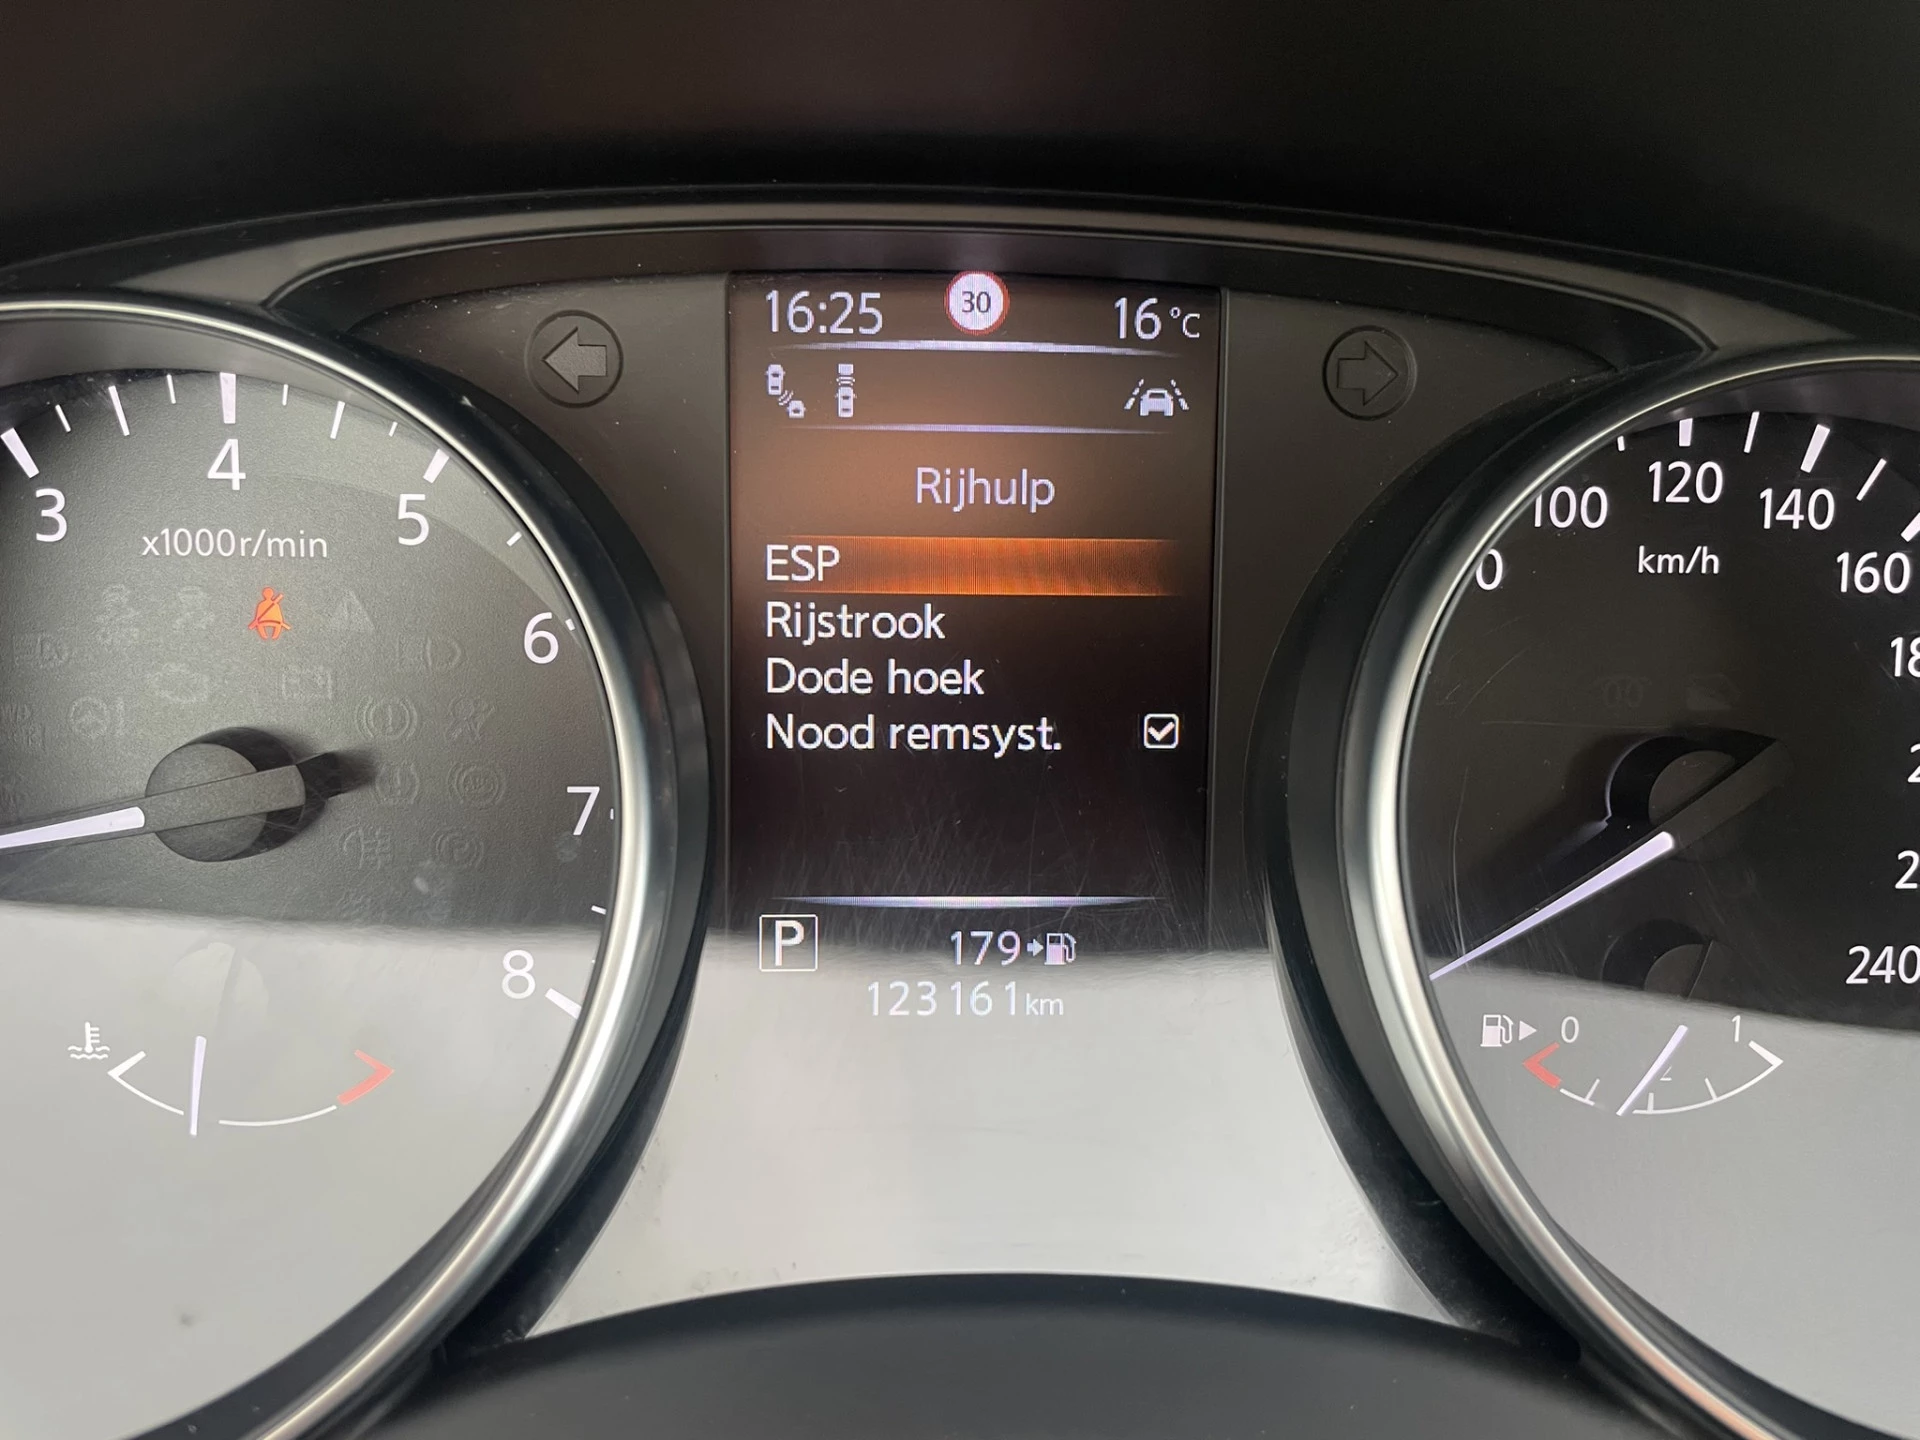 16:25 30 16 °C
Rijhulp
ESP
Rijstrook
Dode hoek
Nood remsyst.
P 179
123161 km
3 4 5 6 7 8
x1000r/min
100 120 140 160
km/h
240
0 1